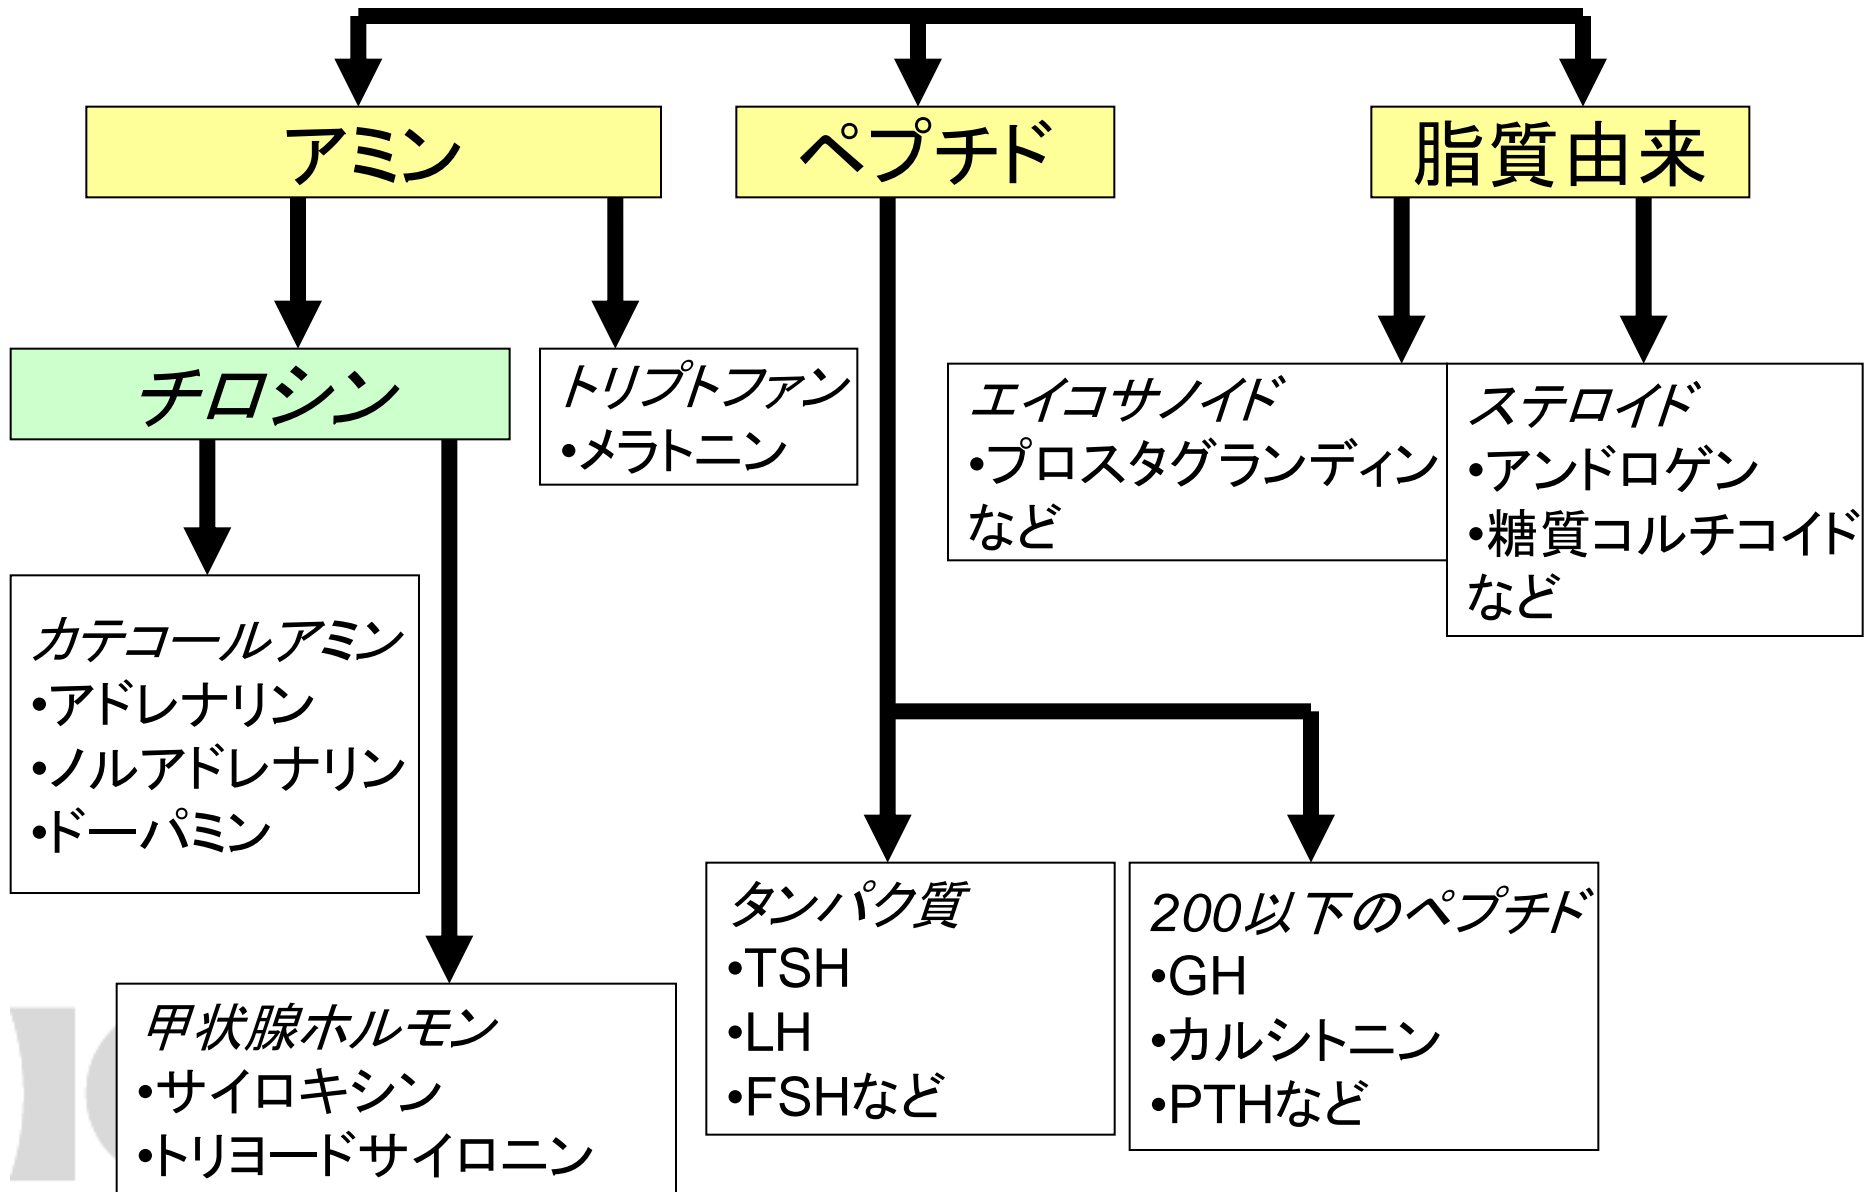 アミン
ペプチド
脂質由来
チロシン
トリプトファン
•メラトニン
エイコサノイド
•プロスタグランディン
など
ステロイド
•アンドロゲン
•糖質コルチコイド
など
カテコールアミン
•アドレナリン
•ノルアドレナリン
•ドーパミン
タンパク質
•TSH
•LH
•FSHなど
200以下のペプチド
•GH
•カルシトニン
•PTHなど
甲状腺ホルモン
•サイロキシン
•トリヨードサイロニン